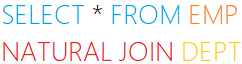 SELECT * FROM EMP
NATURAL JOIN DEPT